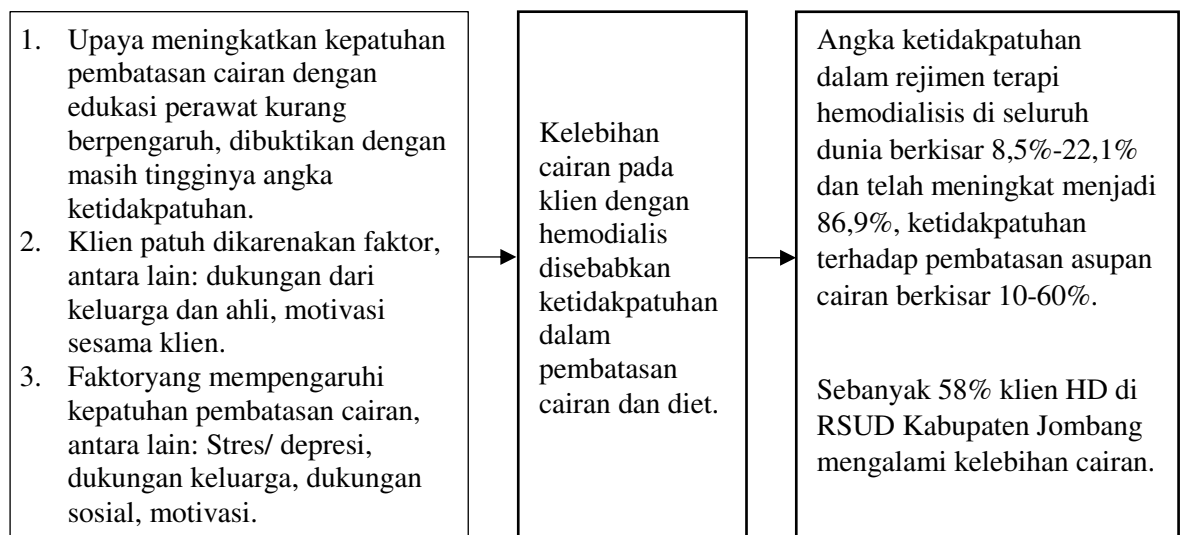 1. Upaya meningkatkan kepatuhan
pembatasan cairan dengan
edukasi perawat kurang
berpengaruh, dibuktikan dengan
masih tingginya angka
ketidakpatuhan.
2. Klien patuh dikarenakan faktor,
antara lain: dukungan dari
keluarga dan ahli, motivasi
sesama klien.
3. Faktoryang mempengaruhi
kepatuhan pembatasan cairan,
antara lain: Stres/ depresi,
dukungan keluarga, dukungan
sosial, motivasi.
Kelebihan
cairan pada
klien dengan
hemodialis
disebabkan
ketidakpatuhan
dalam
pembatasan
cairan dan diet.
Angka ketidakpatuhan
dalam rejimen terapi
hemodialisis di seluruh
dunia berkisar 8,5%-22,1%
dan telah meningkat menjadi
86,9%, ketidakpatuhan
terhadap pembatasan asupan
cairan berkisar 10-60%.
Sebanyak 58% klien HD di
RSUD Kabupaten Jombang
mengalami kelebihan cairan.